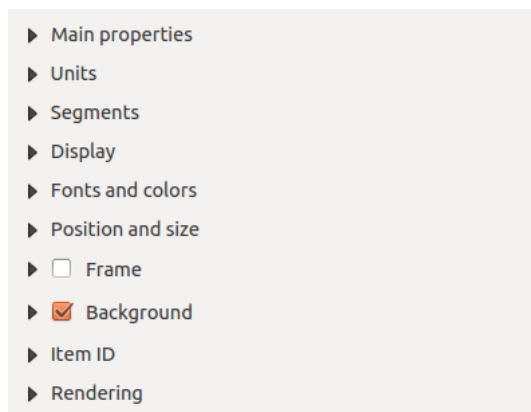 Main properties
Units
Segments
Display
Fonts and colors
Position and size
Frame
Background
Item ID
Rendering